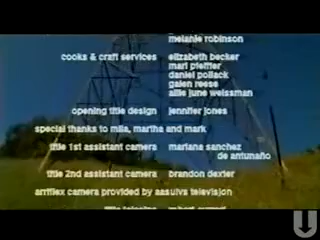 melanie robinson
cooks & craft services elizabeth becker
mari pfeiffer
daniel pollack
galen reese
allie june weissman
opening title design jennifer jones
special thanks to mila, martha and mark
title 1st assistant camera mariana sanchez
de antuñano
title 2nd assistant camera brandon dexter
arriflex camera provided by television